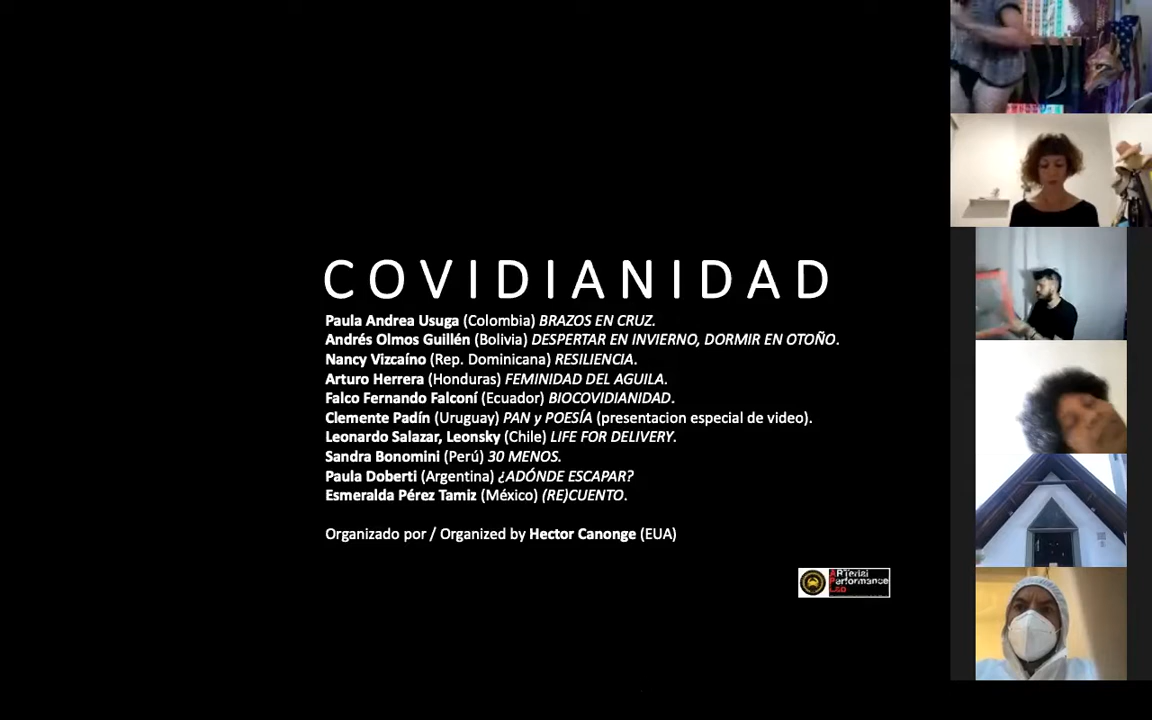 COVIDIANIDAD
Paula Andrea Usuga (Colombia) BRAZOS EN CRUZ.
Andrés Olmos Guillén (Bolivia) DESPERTAR EN INVIERNO, DORMIR EN OTOÑO.
Nancy Vizcaíno (Rep. Dominicana) RESILIENCIA.
Arturo Herrera (Honduras) FEMINIDAD DEL AGUILA.
Falco Fernando Falconí (Ecuador) BIOCOVIDIANIDAD.
Clemente Padín (Uruguay) PAN y POESÍA (presentacion especial de video).
Leonardo Salazar, Leonsky (Chile) LIFE FOR DELIVERY.
Sandra Bonomini (Perú) 30 MENOS.
Paula Doberti (Argentina) ¿ADÓNDE ESCAPAR?
Esmeralda Pérez Tamiz (México) (RE)CUENTO.
Organizado por / Organized by Hector Canonge (EUA)
ARTerial
Performance
Lab